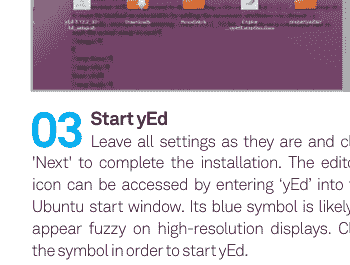 03 Start yEd
Leave all settings as they are and cl
'Next' to complete the installation. The edito
icon can be accessed by entering 'yEd' into
Ubuntu start window. Its blue symbol is likely
appear fuzzy on high-resolution displays. Cl
the symbol in order to start yEd.